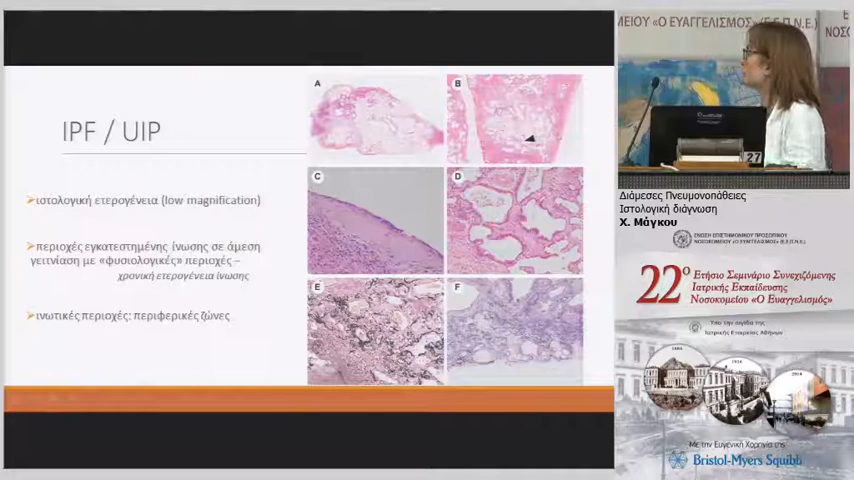 IPF / UIP
ιστολογική ετερογένεια (low magnification)
περιοχές εγκατεστημένης ίνωσης σε άμεση
γειτνίαση με «φυσιολογικές» περιοχές –
χρονική ετερογένεια ίνωσης
ινωτικές περιοχές: περιφερικές ζώνες
A
B
C
D
E
F
ΜΕΙΟΥ «Ο ΕΥΑΓΓΕΛΙΣΜΟΣ» (Ε.Ε.Π.Ν.Ε.)
ΝΟΣΟ
27
Διάμεσες Πνευμονοπάθειες
Ιστολογική διάγνωση
Χ. Μάγκου
ΕΝΩΣΗ ΕΠΙΣΤΗΜΟΝΙΚΟΥ ΠΡΟΣΩΠΙΚΟΥ
ΝΟΣΟΚΟΜΕΙΟΥ «Ο ΕΥΑΓΓΕΛΙΣΜΟΣ» (Ε.Ε.Π.Ν.Ε.)
22ο Ετήσιο Σεμινάριο Συνεχιζόμενης
Ιατρικής Εκπαίδευσης
Νοσοκομείου «Ο Ευαγγελισμός»
Υπό την αιγίδα της
Ιατρικής Εταιρείας Αθηνών
1884
Με την Ευγενική Χορηγία της
Bristol-Myers Squibb